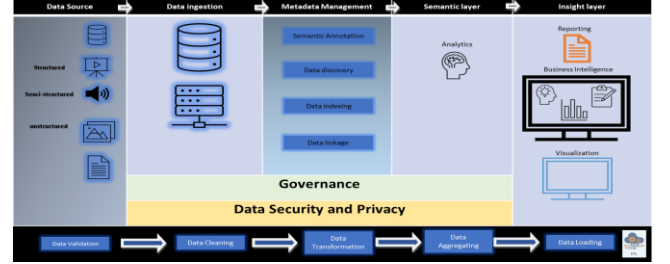 Data Source
Data ingestion
Metadata Management
Semantic layer
Insight layer
Structured
Semi-structured
unstructured
Semantic Annotation
Data discovery
Data Indexing
Data linkage
Analytics
Reporting
Business Intelligence
Visualization
Governance
Data Security and Privacy
Data Validation
Data Cleaning
Data
Transformation
Data
Aggregating
Data Loading